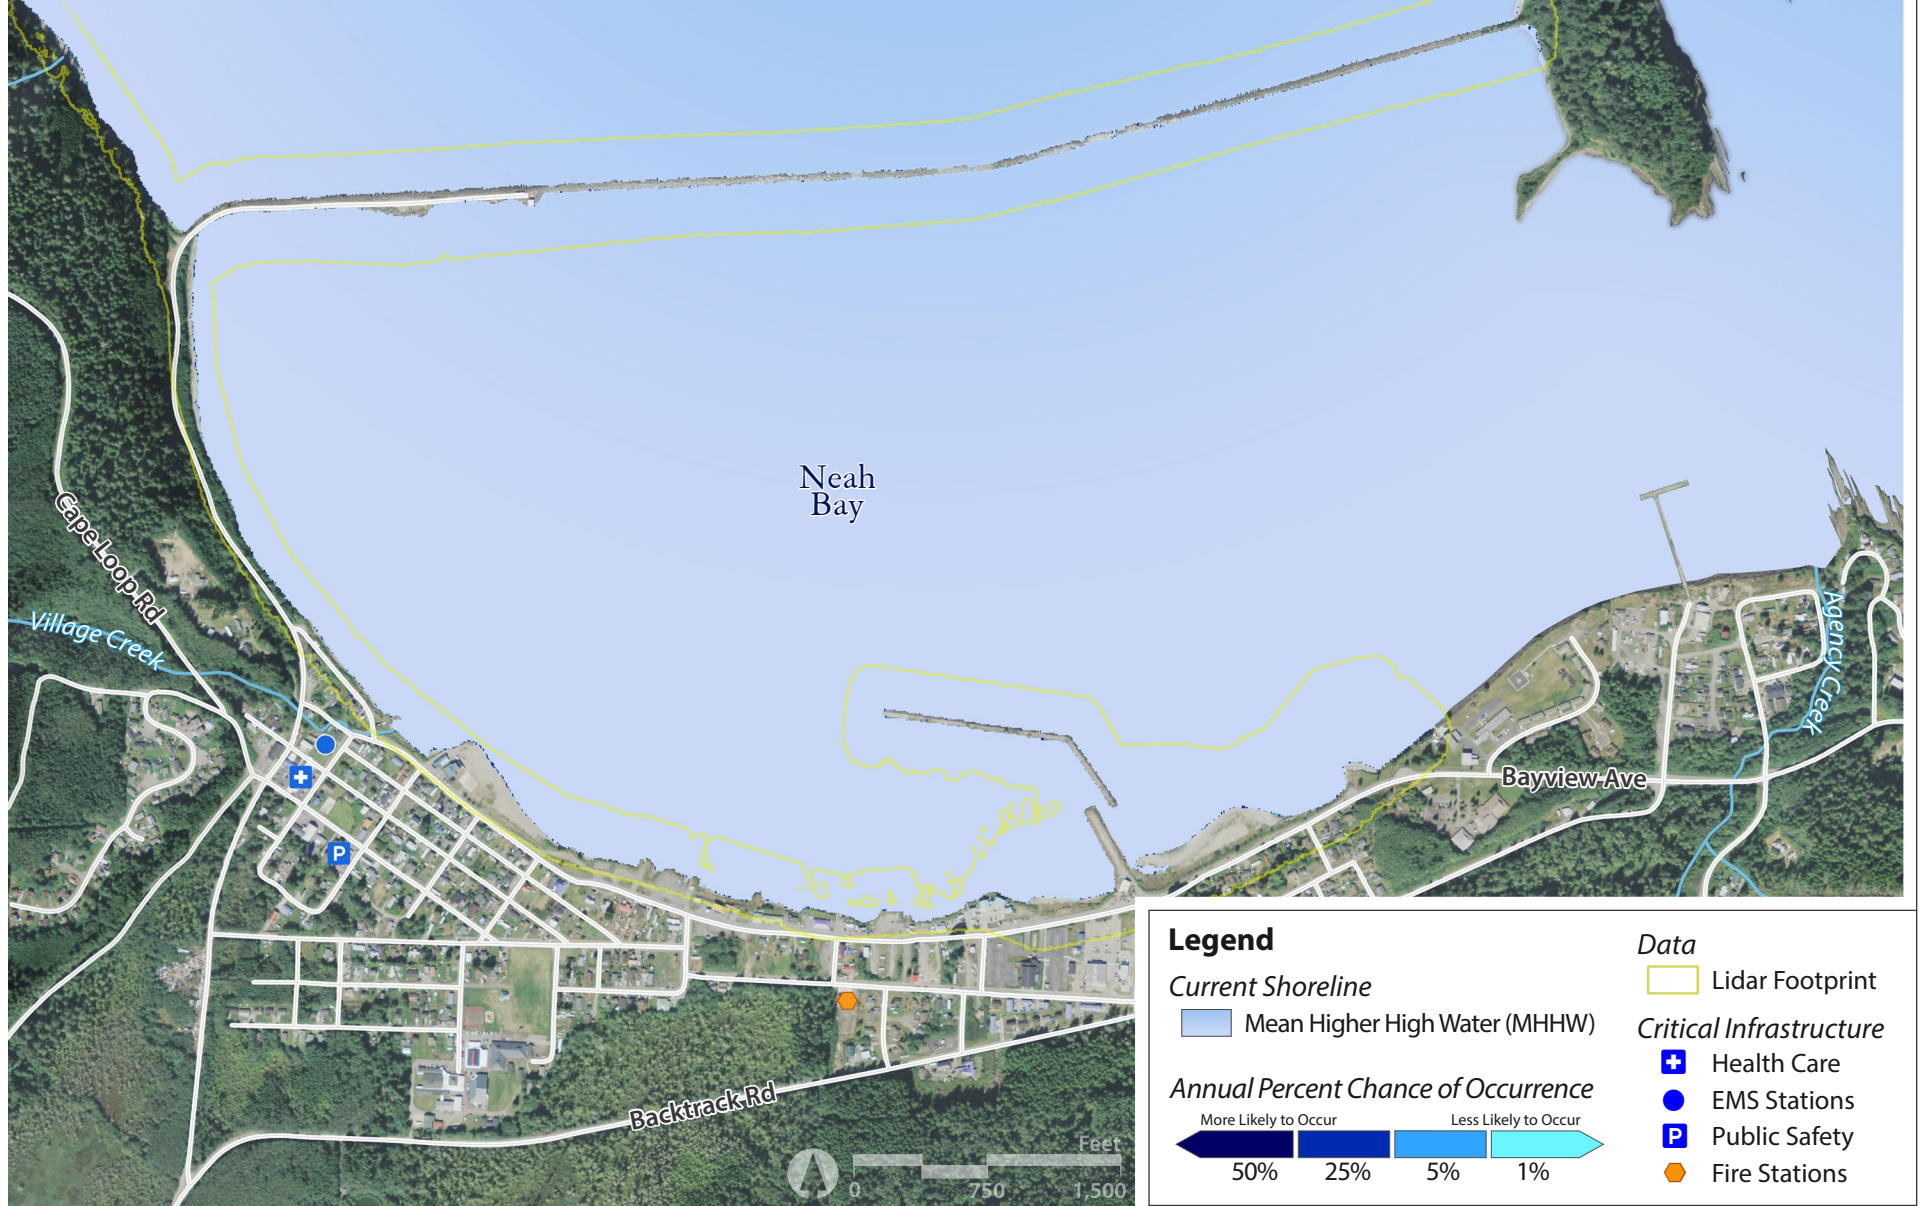 Neah
Bay
Cape Loop Rd
Village Creek
Agency Creek
Bayview Ave
Backtrack Rd
P
Feet
0 750 1,500
Legend
Current Shoreline
Mean Higher High Water (MHHW)
Annual Percent Chance of Occurrence
More Likely to Occur Less Likely to Occur
50% 25% 5% 1%
Data
Lidar Footprint
Critical Infrastructure
Health Care
EMS Stations
P Public Safety
Fire Stations